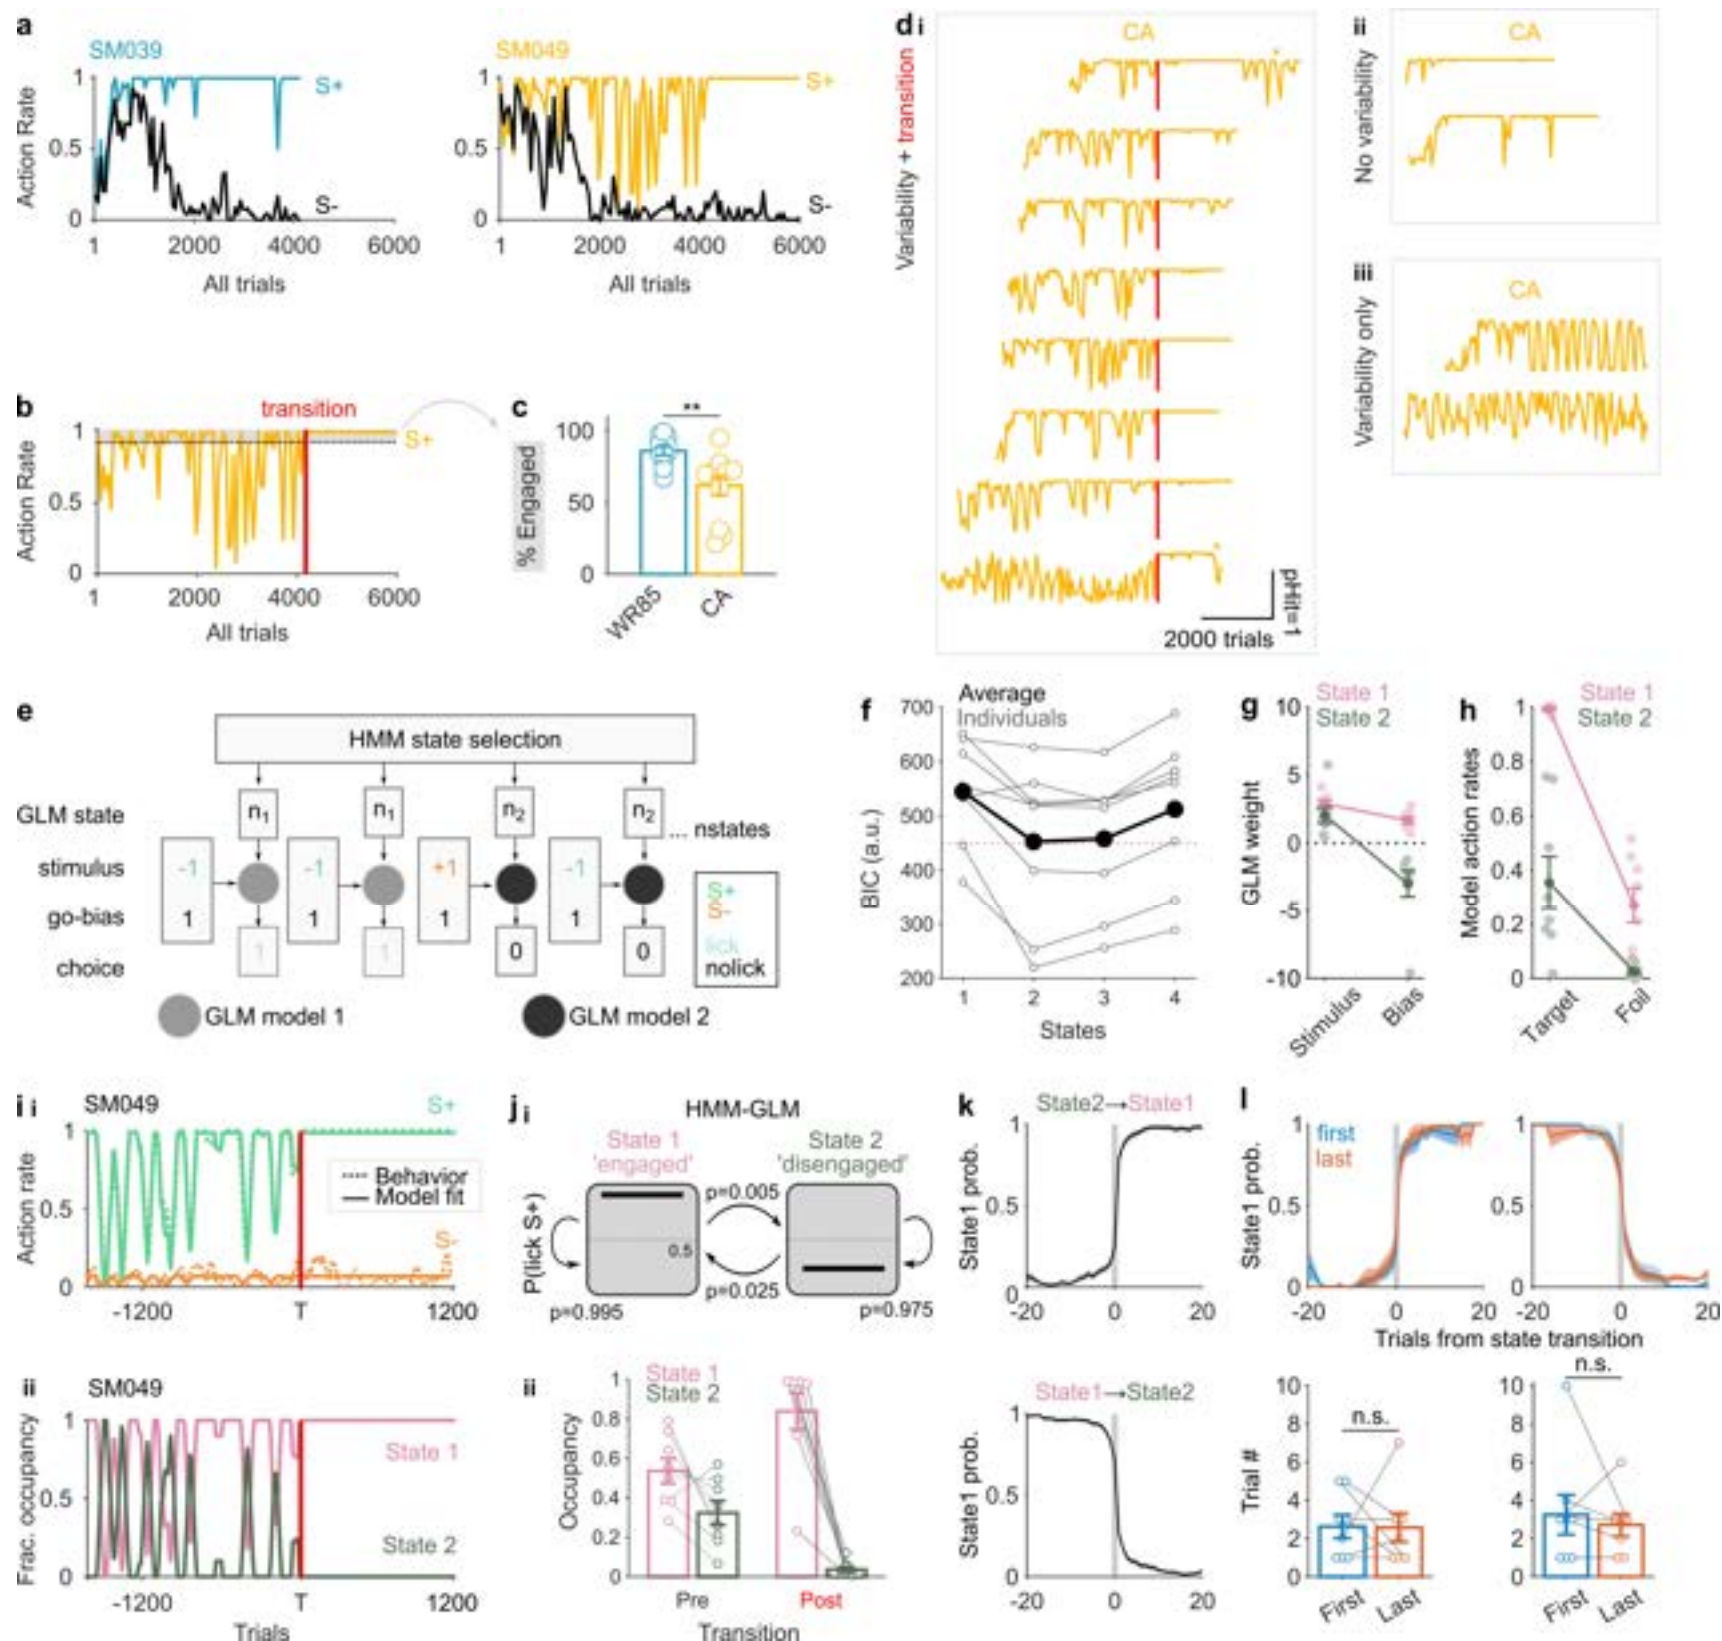 a
SM039
S+
S-
Action Rate
1
0.5
0
1 2000 4000 6000
All trials
SM049
S+
S-
1
0.5
0
1 2000 4000 6000
All trials
b
transition
S+
Action Rate
1
0.5
0
1 2000 4000 6000
All trials
c
**
% Engaged
100
50
0
WR85
CA
d i
CA
Variability + transition
pHit=1
2000 trials
ii
CA
No variability
iii
CA
Variability only
e
HMM state selection
GLM state
n1 n1 n2 n2
... nstates
stimulus
-1 -1 +1 -1
go-bias
1 1 1 1
choice
1 1 0 0
S+
S-
lick
nolick
GLM model 1
GLM model 2
f
Average
Individuals
BIC (a.u.)
700
600
500
400
300
200
1 2 3 4
States
g
State 1
State 2
GLM weight
10
5
0
-5
-10
Stimulus
Bias
h
State 1
State 2
Model action rates
1
0.8
0.6
0.4
0.2
0
Target
Foil
i i
SM049
S+
Behavior
Model fit
S-
Action rate
1
0.5
0
-1200 T 1200
ii
SM049
State 1
State 2
Frac. occupancy
1
0.5
0
-1200 T 1200
Trials
j i
HMM-GLM
State 1
'engaged'
State 2
'disengaged'
P(lick S+)
0.5
p=0.005
p=0.025
p=0.995
p=0.975
ii
State 1
State 2
Occupancy
1
0.8
0.6
0.4
0.2
0
Pre
Post
Transition
k
State2→State1
State1 prob.
1
0.5
0
-20 0 20
State1→State2
State1 prob.
1
0.5
0
-20 0 20
l
first
last
State1 prob.
1
0.5
0
-20 0 20
1
0.5
0
-20 0 20
Trials from state transition
n.s.
Trial #
10
8
6
4
2
0
First
Last
n.s.
10
8
6
4
2
0
First
Last